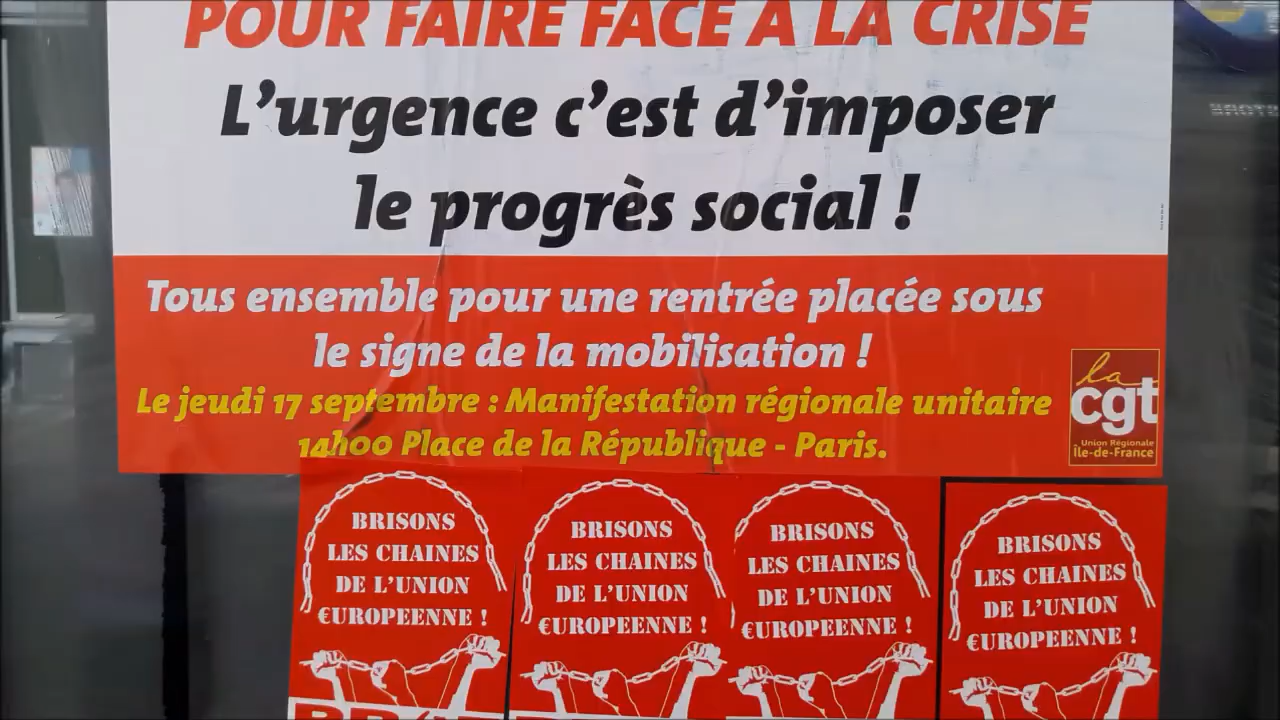 POUR FAIRE FACE A LA CRISE
L'urgence c'est d'imposer
le progrès social !
Tous ensemble pour une rentrée placée sous
le signe de la mobilisation !
Le jeudi 17 septembre : Manifestation régionale unitaire
14h00 Place de la République - Paris.
la
cgt
Union Régionale
Île-de-France
BRISONS
LES CHAINES
DE L'UNION
€UROPEENNE !
BRISONS
LES CHAINES
DE L'UNION
€UROPEENNE !
BRISONS
LES CHAINES
DE L'UNION
€UROPEENNE !
BRISONS
LES CHAINES
DE L'UNION
€UROPEENNE !